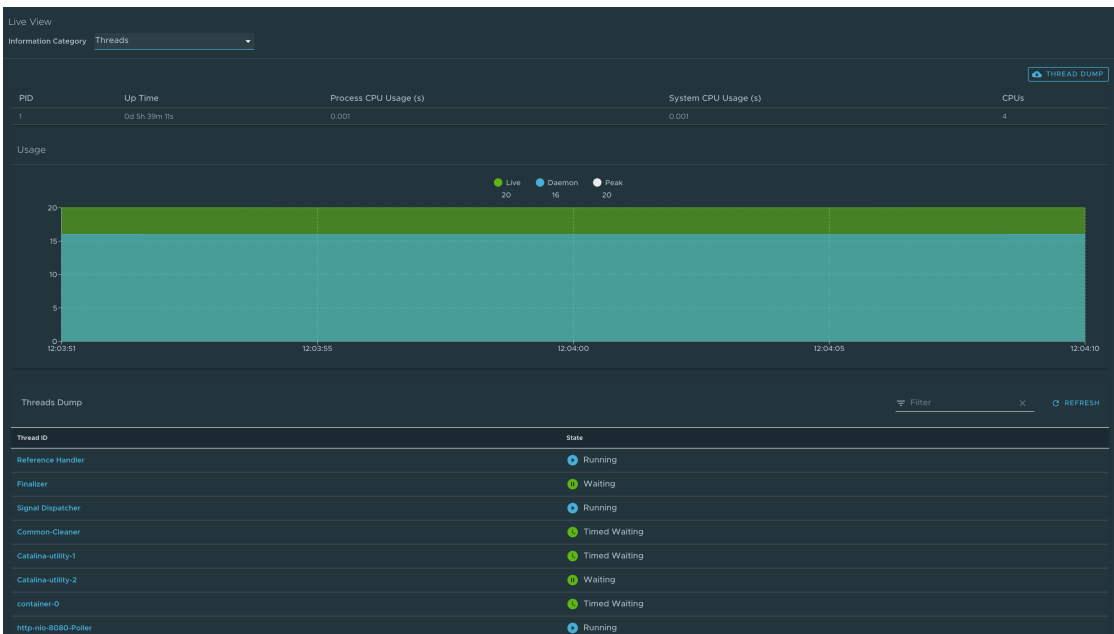 Live View
Information Category Threads
THREAD DUMP
PID Up Time Process CPU Usage (s) System CPU Usage (s) CPUs
1 0d 5h 39m 11s 0.001 0.001 4
Usage
Live Daemon Peak
20 16 20
20
15
10
5
0
12:03:51 12:03:55 12:04:00 12:04:05 12:04:10
Threads Dump Filter REFRESH
Thread ID State
Reference Handler Running
Finalizer Waiting
Signal Dispatcher Running
Common-Cleaner Timed Waiting
Catalina-utility-1 Timed Waiting
Catalina-utility-2 Waiting
container-0 Timed Waiting
http-nio-8080-Poller Running